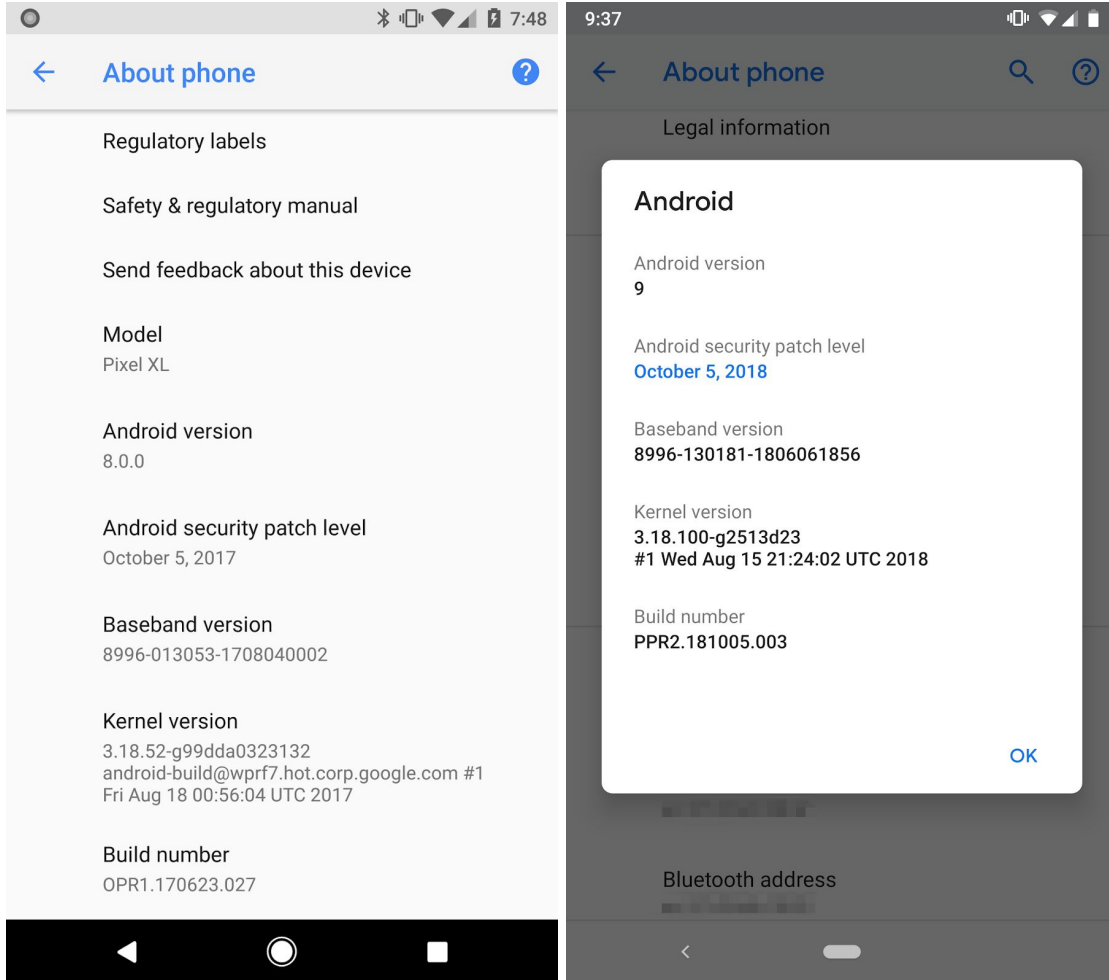 7:48
About phone
Regulatory labels
Safety & regulatory manual
Send feedback about this device
Model
Pixel XL
Android version
8.0.0
Android security patch level
October 5, 2017
Baseband version
8996-013053-1708040002
Kernel version
3.18.52-g99dda0323132
android-build@wprf7.hot.corp.google.com #1
Fri Aug 18 00:56:04 UTC 2017
Build number
OPR1.170623.027
9:37
About phone
Legal information
Android
Android version
9
Android security patch level
October 5, 2018
Baseband version
8996-130181-1806061856
Kernel version
3.18.100-g2513d23
#1 Wed Aug 15 21:24:02 UTC 2018
Build number
PPR2.181005.003
OK
Bluetooth address